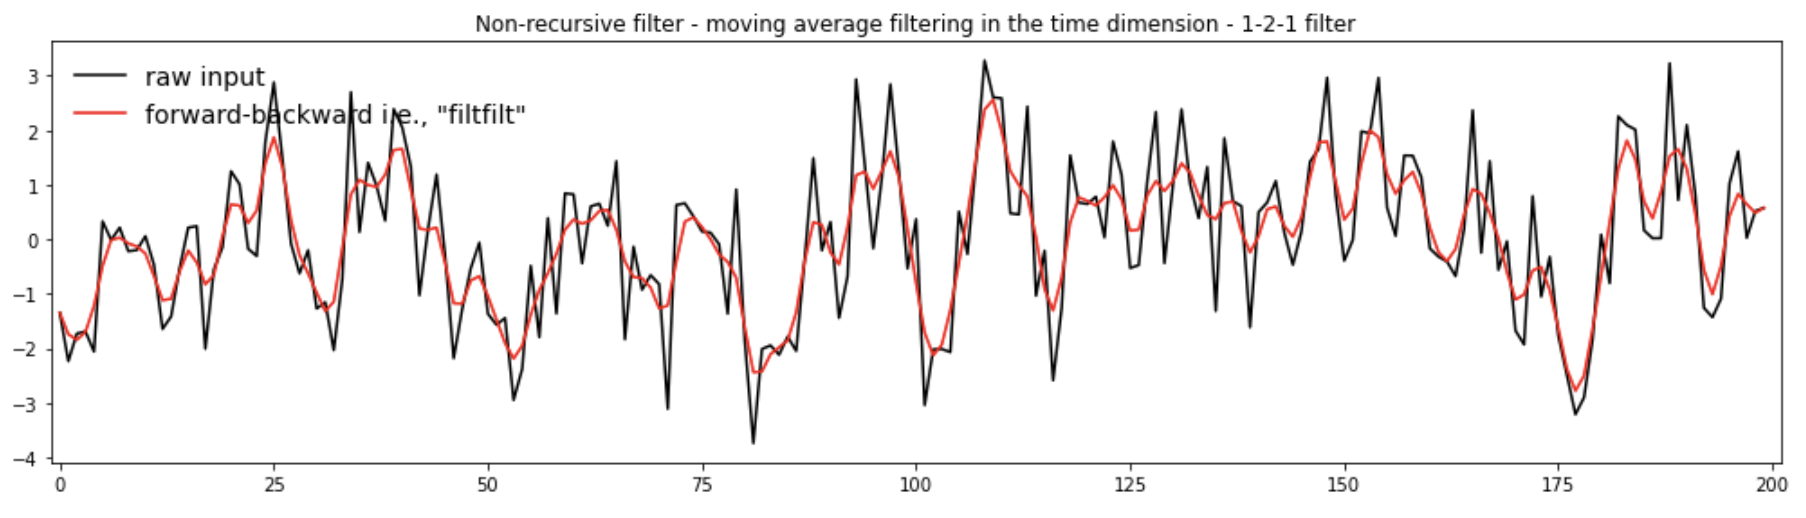 Non-recursive filter - moving average filtering in the time dimension - 1-2-1 filter
raw input
forward-backward i.e., "filtfilt"
3
2
1
0
−1
−2
−3
−4
0 25 50 75 100 125 150 175 200